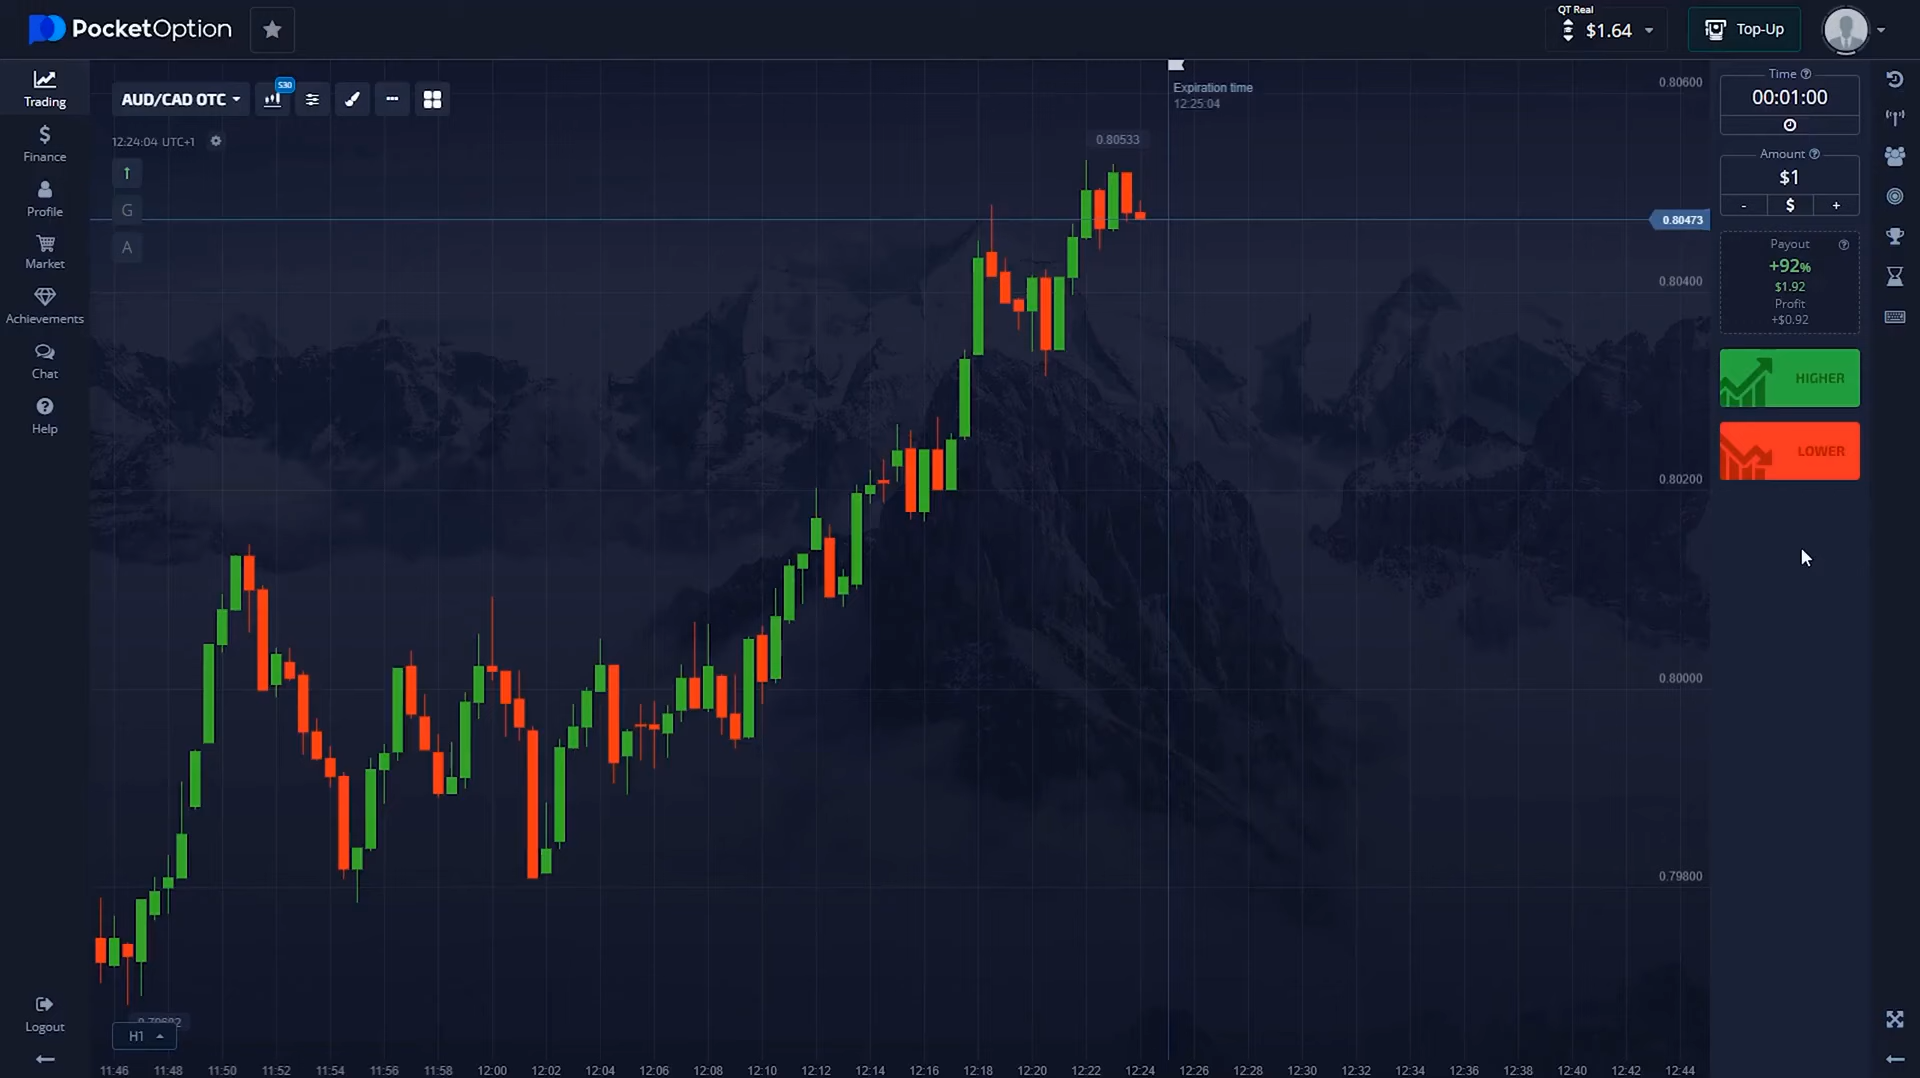 PocketOption
QT Real
$1.64
Top-Up
Trading
Finance
Profile
Market
Achievements
Chat
Help
Logout
AUD/CAD OTC
S30
12:24:04 UTC+1
G
A
Expiration time
12:25:04
0.80533
0.80600
0.80473
0.80400
0.80200
0.80000
0.79800
H1
11:46 11:48 11:50 11:52 11:54 11:56 11:58 12:00 12:02 12:04 12:06 12:08 12:10 12:12 12:14 12:16 12:18 12:20 12:22 12:24 12:26 12:28 12:30 12:32 12:34 12:36 12:38 12:40 12:42 12:44
Time
00:01:00
Amount
$1
- $ +
Payout
+92%
$1.92
Profit
+$0.92
HIGHER
LOWER